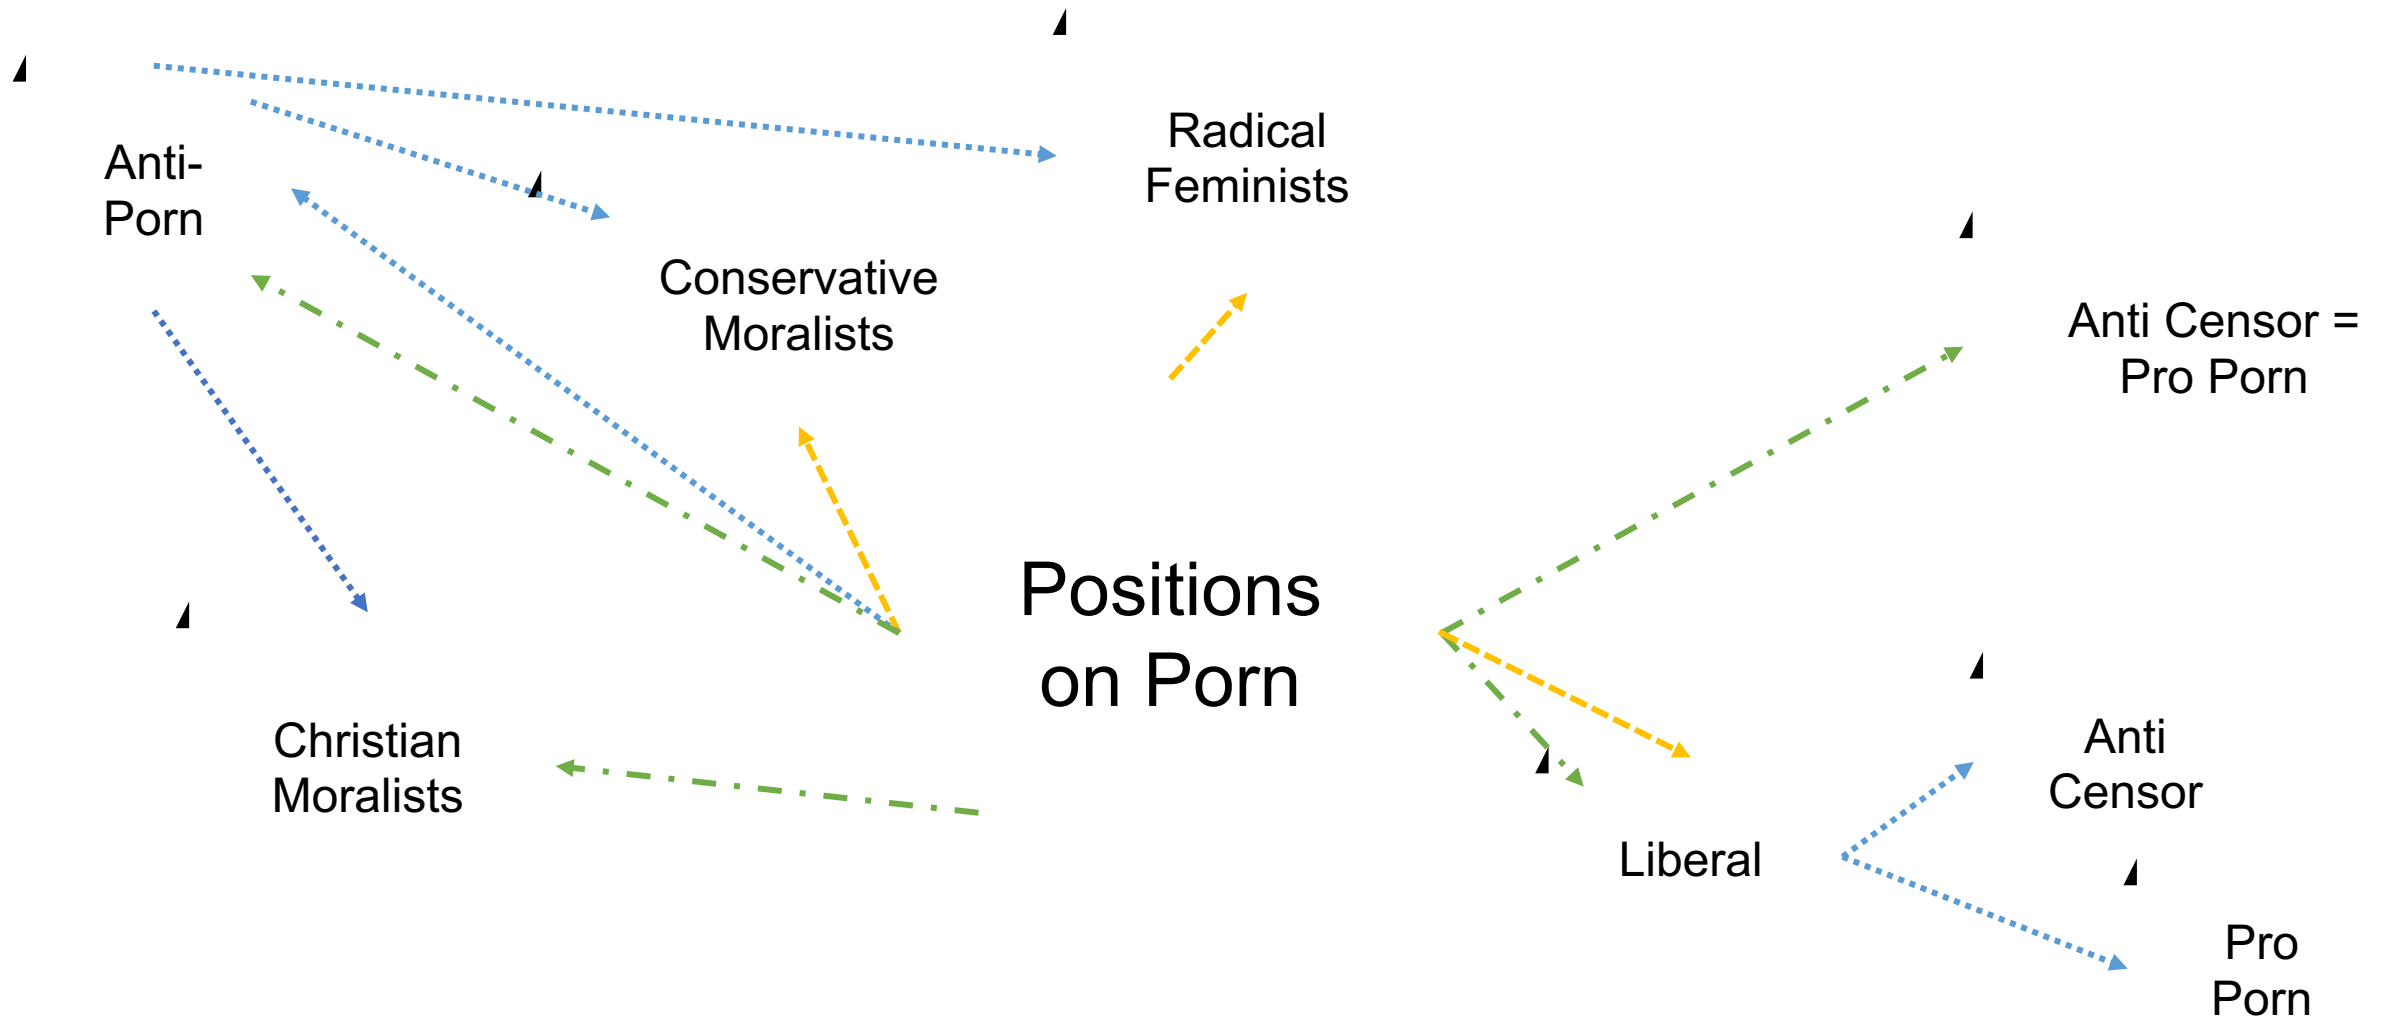 Radical
Feminists
Anti-
Porn
Conservative
Moralists
Anti Censor =
Pro Porn
Positions
on Porn
Christian
Moralists
Anti
Censor
Liberal
Pro
Porn